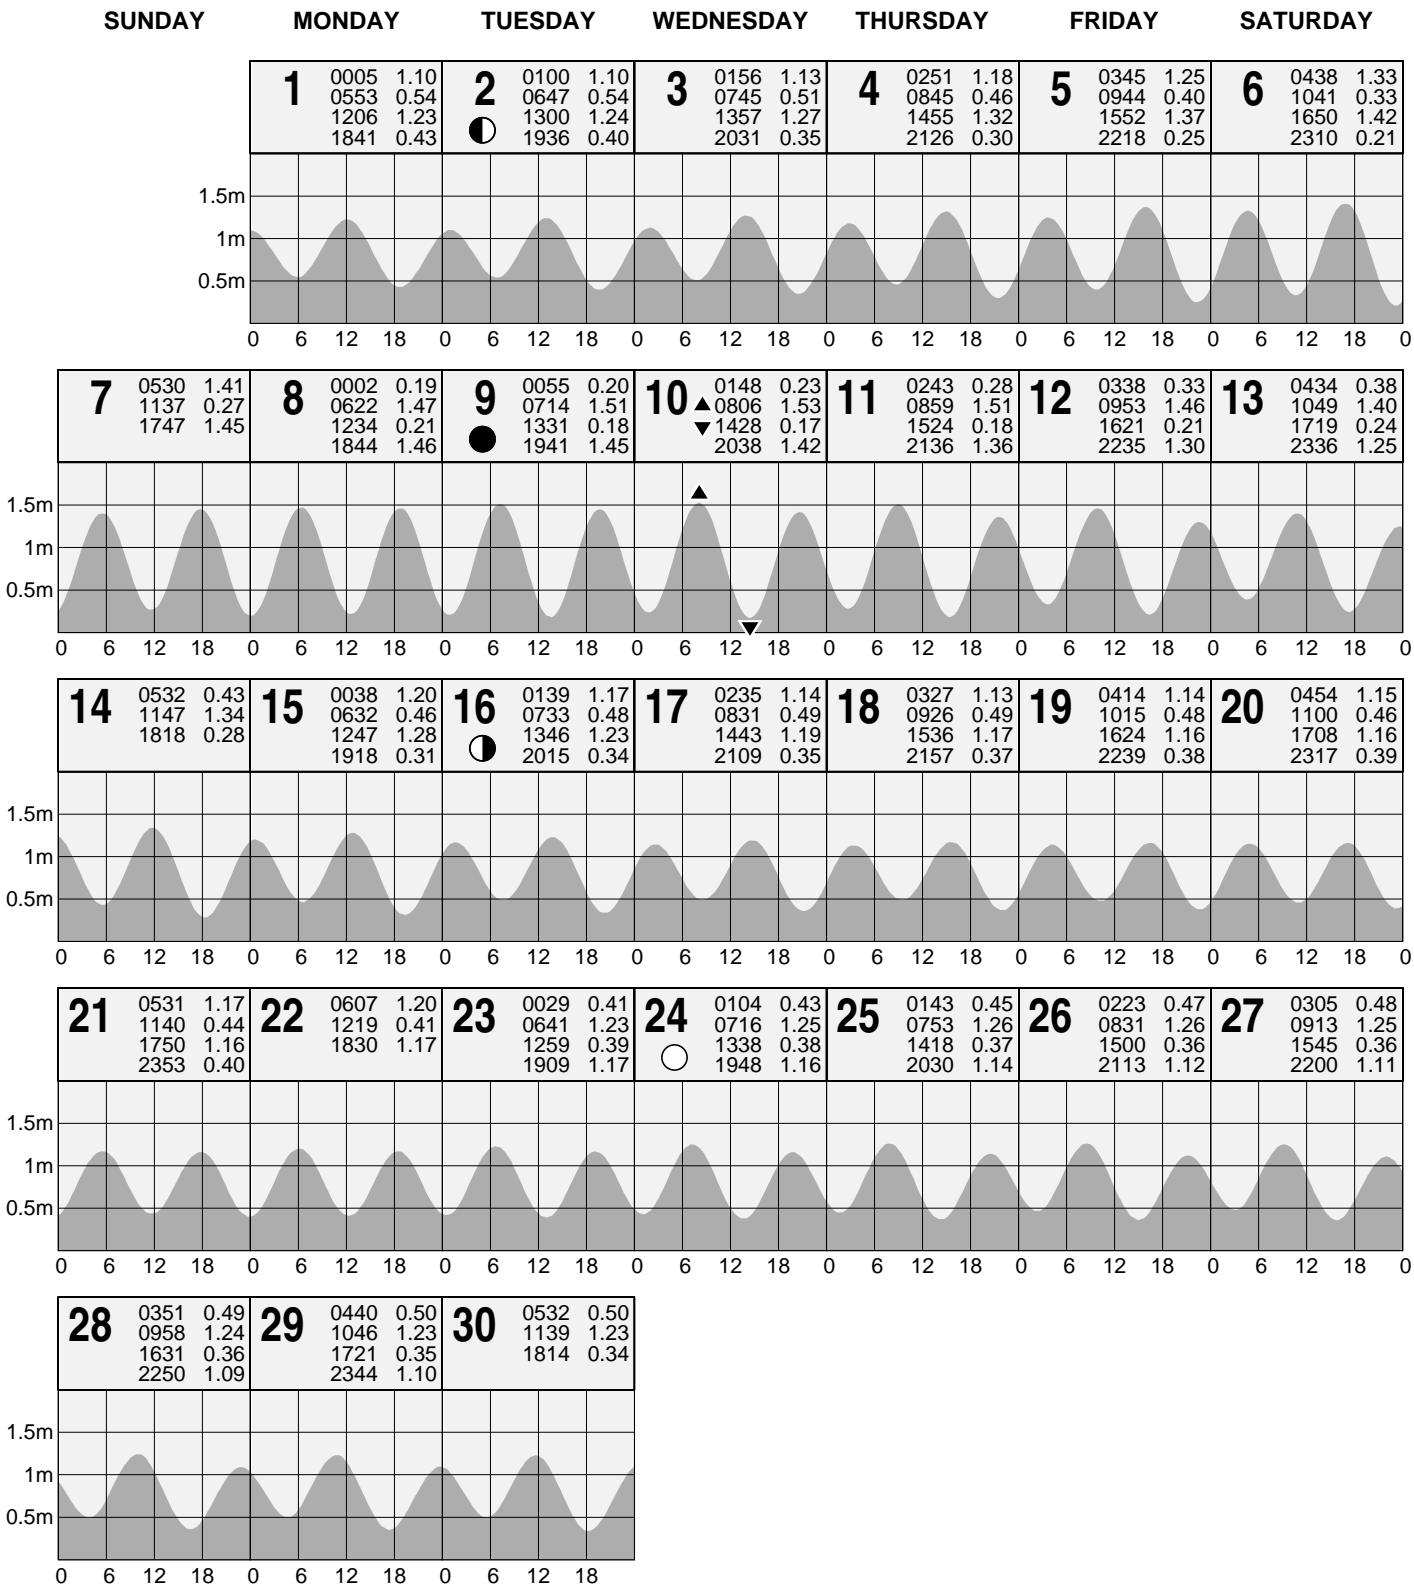 SUNDAY MONDAY TUESDAY WEDNESDAY THURSDAY FRIDAY SATURDAY
1 0005 1.10 2 0100 1.10 3 0156 1.13 4 0251 1.18 5 0345 1.25 6 0438 1.33
0553 0.54 0647 0.54 0745 0.51 0845 0.46 0944 0.40 1041 0.33
1206 1.23 1300 1.24 1357 1.27 1455 1.32 1552 1.37 1650 1.42
1841 0.43 1936 0.40 2031 0.35 2126 0.30 2218 0.25 2310 0.21
1.5m
1m
0.5m
0 6 12 18 0 6 12 18 0 6 12 18 0 6 12 18 0 6 12 18 0 6 12 18 0
7 0530 1.41 8 0002 0.19 9 0055 0.20 10 0148 0.23 11 0243 0.28 12 0338 0.33 13 0434 0.38
1137 0.27 0622 1.47 0714 1.51 0806 1.53 0859 1.51 0953 1.46 1049 1.40
1747 1.45 1234 0.21 1331 0.18 1428 0.17 1524 0.18 1621 0.21 1719 0.24
1844 1.46 1941 1.45 2038 1.42 2136 1.36 2235 1.30 2336 1.25
1.5m
1m
0.5m
0 6 12 18 0 6 12 18 0 6 12 18 0 6 12 18 0 6 12 18 0 6 12 18 0 6 12 18 0
14 0532 0.43 15 0038 1.20 16 0139 1.17 17 0235 1.14 18 0327 1.13 19 0414 1.14 20 0454 1.15
1147 1.34 0632 0.46 0733 0.48 0831 0.49 0926 0.49 1015 0.48 1100 0.46
1818 0.28 1247 1.28 1346 1.23 1443 1.19 1536 1.17 1624 1.16 1708 1.16
1918 0.31 2015 0.34 2109 0.35 2157 0.37 2239 0.38 2317 0.39
1.5m
1m
0.5m
0 6 12 18 0 6 12 18 0 6 12 18 0 6 12 18 0 6 12 18 0 6 12 18 0 6 12 18 0
21 0531 1.17 22 0607 1.20 23 0029 0.41 24 0104 0.43 25 0143 0.45 26 0223 0.47 27 0305 0.48
1140 0.44 1219 0.41 0641 1.23 0716 1.25 0753 1.26 0831 1.26 0913 1.25
1750 1.16 1830 1.17 1259 0.39 1338 0.38 1418 0.37 1500 0.36 1545 0.36
2353 0.40 1909 1.17 1948 1.16 2030 1.14 2113 1.12 2200 1.11
1.5m
1m
0.5m
0 6 12 18 0 6 12 18 0 6 12 18 0 6 12 18 0 6 12 18 0 6 12 18 0 6 12 18 0
28 0351 0.49 29 0440 0.50 30 0532 0.50
0958 1.24 1046 1.23 1139 1.23
1631 0.36 1721 0.35 1814 0.34
2250 1.09 2344 1.10
1.5m
1m
0.5m
0 6 12 18 0 6 12 18 0 6 12 18